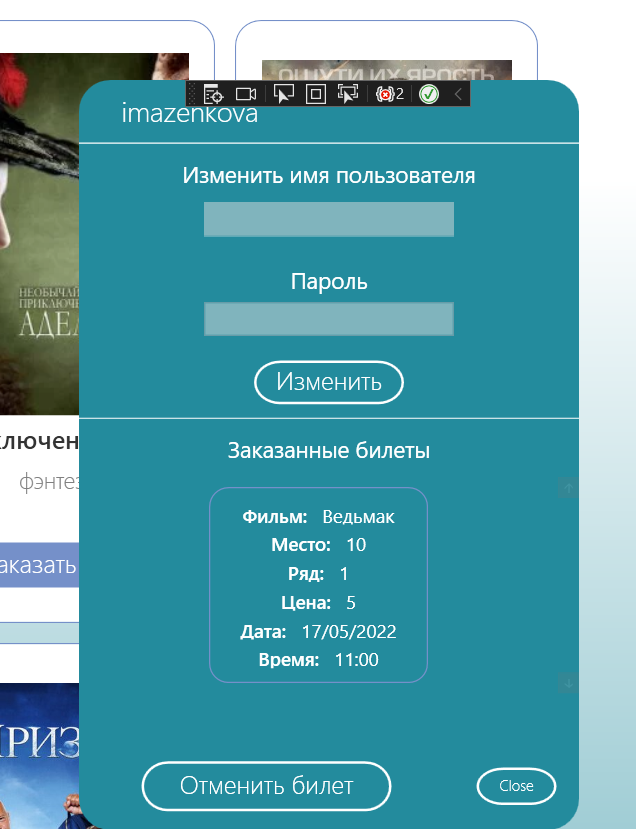 ОЩУТИ ИХ ЯРОСТЬ
2
imazenkova
Изменить имя пользователя
Пароль
НЕОБЫЧАЙ
ПРИКЛЮЧЕ
АДЕЛ
Изменить
ключен
Заказанные билеты
фэнтез
Фильм: Ведьмак
Место: 10
аказать
Ряд: 1
Цена: 5
Дата: 17/05/2022
Время: 11:00
ПРИЗ
Отменить билет
Close